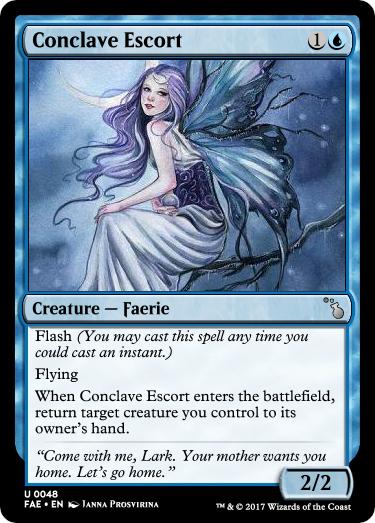 Conclave Escort 1
Creature — Faerie
Flash (You may cast this spell any time you
could cast an instant.)
Flying
When Conclave Escort enters the battlefield,
return target creature you control to its
owner's hand.
“Come with me, Lark. Your mother wants you
home. Let's go home.”
2/2
U 0048
FAE • EN Janna Prosvirina
™ & © 2017 Wizards of the Coast